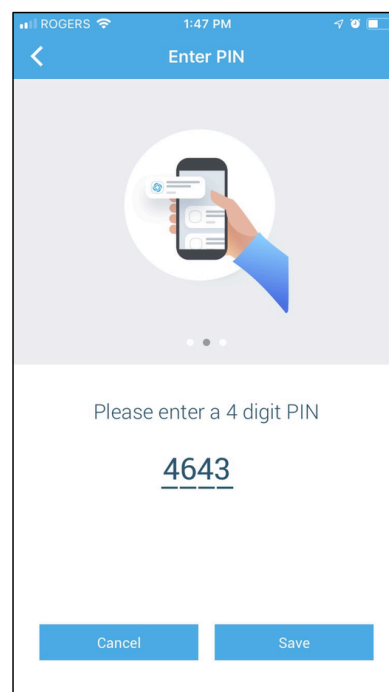 ROGERS 1:47 PM
Enter PIN
Please enter a 4 digit PIN
4643
Cancel Save